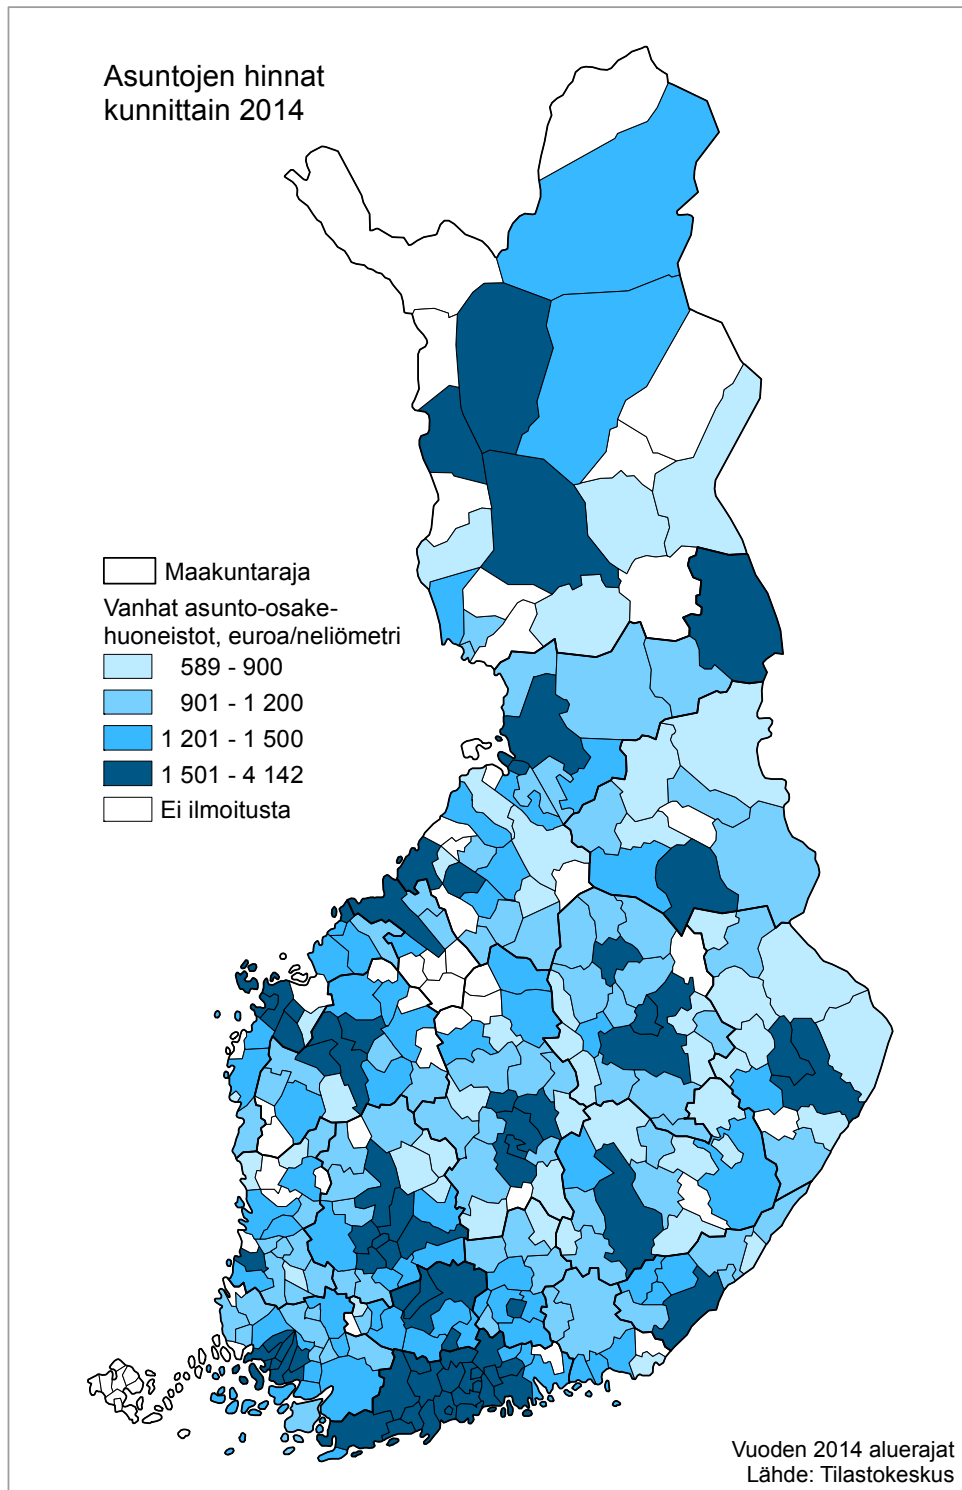 Asuntojen hinnat
kunnittain 2014
Maakuntaraja
Vanhat asunto-osake-
huoneistot, euroa/neliömetri
589 - 900
901 - 1 200
1 201 - 1 500
1 501 - 4 142
Ei ilmoitusta
Vuoden 2014 aluerajat
Lähde: Tilastokeskus